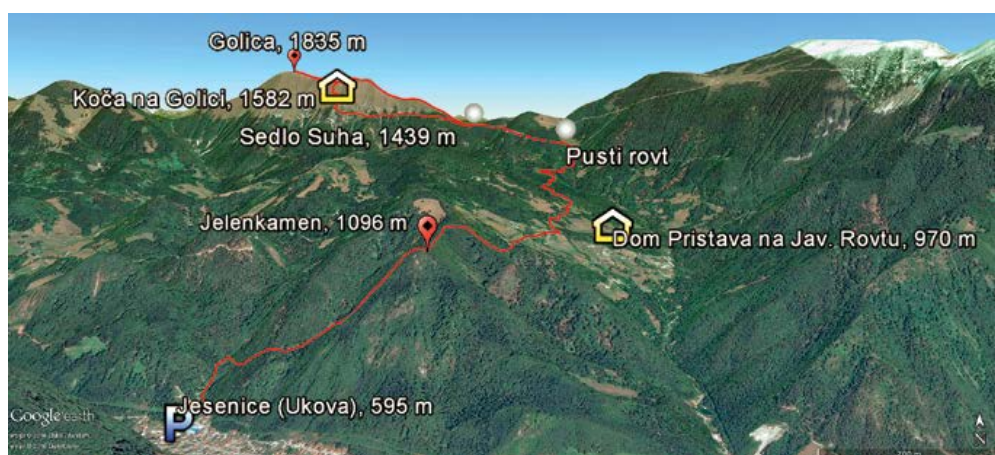 Golica, 1835 m
Koča na Golici, 1582 m
Sedlo Suha, 1439 m
Pusti rovt
Jelenkamen, 1096 m
Dom Pristava na Jav. Rovtu, 970 m
Jesenice (Ukova), 595 m
P
Google earth